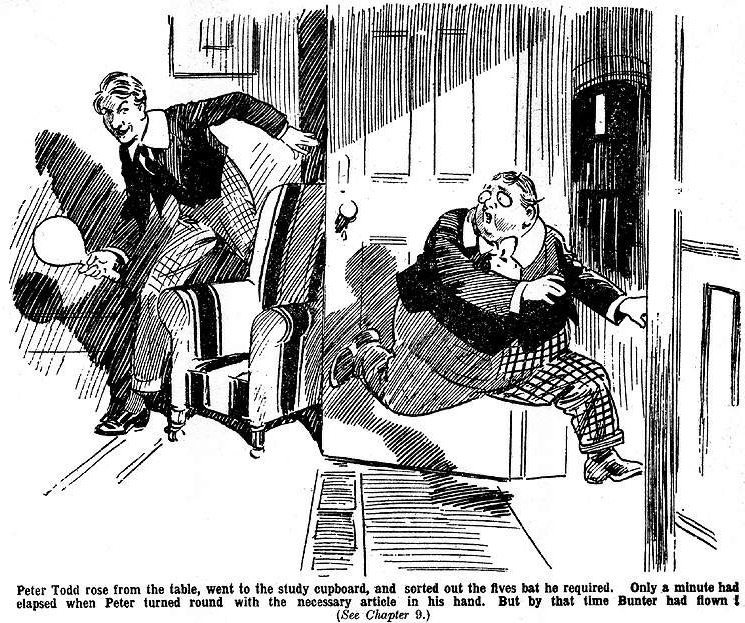 Peter Todd rose from the table, went to the study cupboard, and sorted out the fives bat he required. Only a minute had
elapsed when Peter turned round with the necessary article in his hand. But by that time Bunter had flown !
(See Chapter 9.)